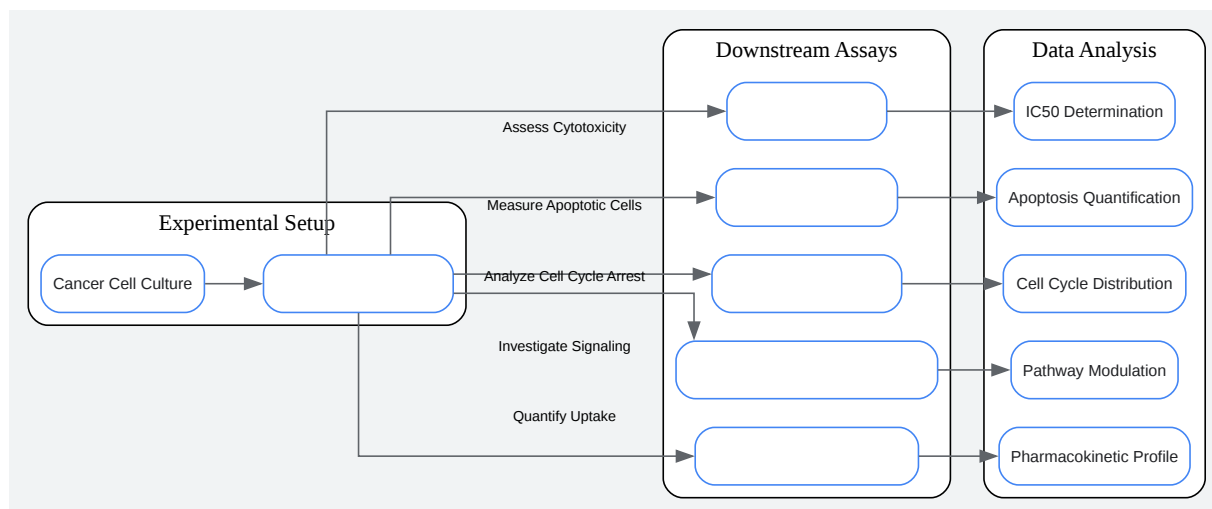 Downstream Assays
Data Analysis
Assess Cytotoxicity
IC50 Determination
Measure Apoptotic Cells
Apoptosis Quantification
Experimental Setup
Cancer Cell Culture
Analyze Cell Cycle Arrest
Cell Cycle Distribution
Investigate Signaling
Pathway Modulation
Quantify Uptake
Pharmacokinetic Profile